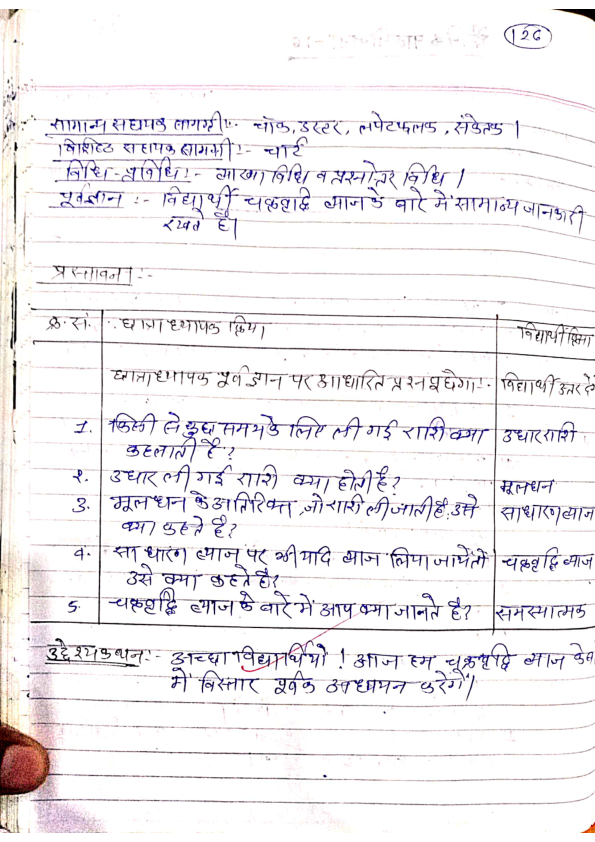 126
सामान्य सहायक सामग्री:- चॉक, डस्टर, लपेटफलक, संकेतक।
विशिष्ट सहायक सामग्री:- चार्ट
विधि-प्रविधि:- व्याख्या विधि व प्रश्नोत्तर विधि।
पूर्वज्ञान :- विद्यार्थी चक्रवृद्धि ब्याज के बारे में सामान्य जानकारी
रखते है।
प्रस्तावना:-
क्र.सं. छात्राध्यापक क्रिया विद्यार्थी क्रिया
छात्राध्यापक पूर्व ज्ञान पर आधारित प्रश्न पूछेगा:- विद्यार्थी उत्तर देंगे
1. किसी से कुछ समय के लिए ली गई राशि क्या उधार राशि
कहलाती है?
2. उधार ली गई राशि क्या होती है? मूलधन
3. मूलधन के अतिरिक्त जो राशी ली जाती है, उसे साधारण ब्याज
क्या कहते है?
4. साधारण ब्याज पर भी यदि ब्याज लिया जाये तो चक्रवृद्धि ब्याज
उसे क्या कहते है?
5. चक्रवृद्धि ब्याज के बारे में आप क्या जानते है? समस्यात्मक
उद्देश्यकथन:- अच्छा विद्यार्थियों! आज हम चक्रवृद्धि ब्याज के
में विस्तार पूर्वक अध्ययन करेगें।